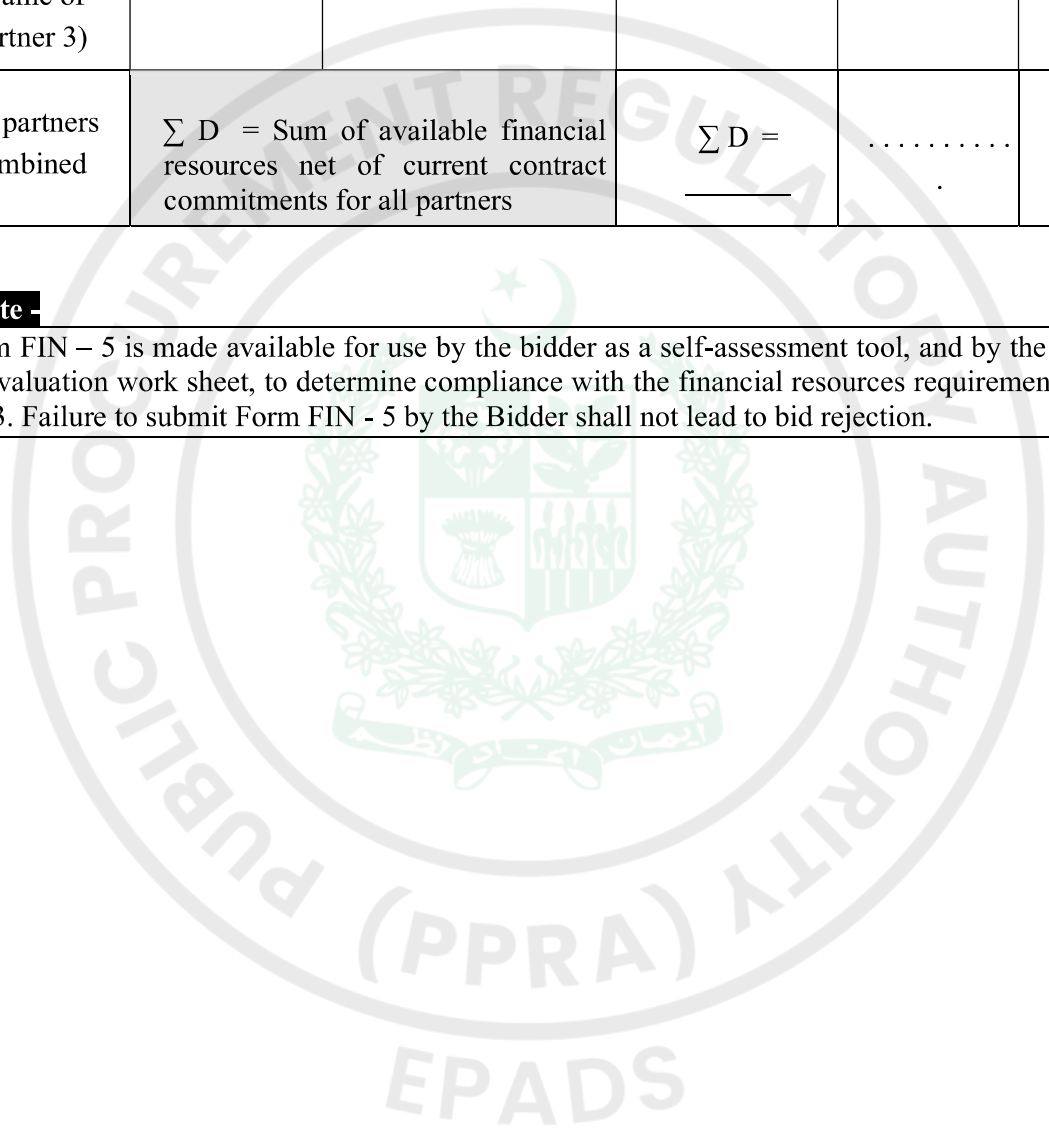 rtner 3)
partners
mbined
∑ D = Sum of available financial
resources net of current contract
commitments for all partners
∑ D =
. . . . . . . . . .
.
te -
m FIN – 5 is made available for use by the bidder as a self-assessment tool, and by the
valuation work sheet, to determine compliance with the financial resources requiremen
3. Failure to submit Form FIN - 5 by the Bidder shall not lead to bid rejection.
PUBLIC PROCUREMENT REGULATORY AUTHORITY
(PPRA)
EPADS